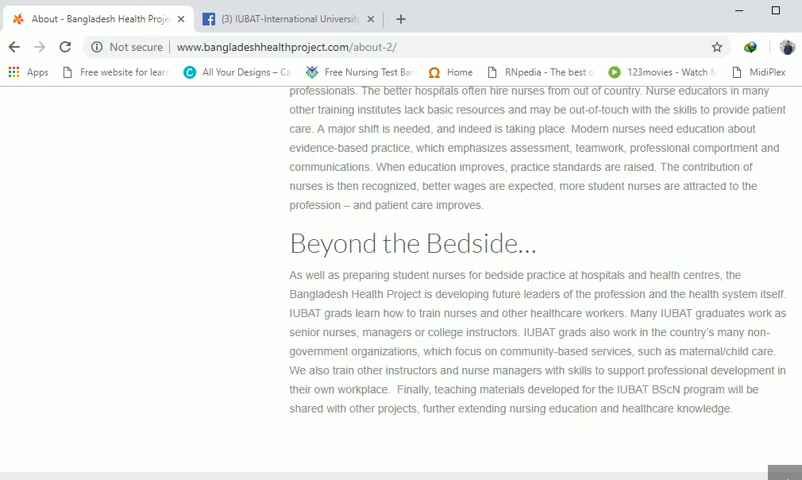 About - Bangladesh Health Proje
(3) IUBAT-International University
Not secure
www.bangladeshhealthproject.com/about-2/
Apps
Free website for lear
All Your Designs – Ca
Free Nursing Test Ban
Home
RNpedia - The best o
123movies - Watch M
MidiPlex
professionals. The better hospitals often hire nurses from out of country. Nurse educators in many
other training institutes lack basic resources and may be out-of-touch with the skills to provide patient
care. A major shift is needed, and indeed is taking place. Modern nurses need education about
evidence-based practice, which emphasizes assessment, teamwork, professional comportment and
communications. When education improves, practice standards are raised. The contribution of
nurses is then recognized, better wages are expected, more student nurses are attracted to the
profession – and patient care improves.
Beyond the Bedside…
As well as preparing student nurses for bedside practice at hospitals and health centres, the
Bangladesh Health Project is developing future leaders of the profession and the health system itself.
IUBAT grads learn how to train nurses and other healthcare workers. Many IUBAT graduates work as
senior nurses, managers or college instructors. IUBAT grads also work in the country's many non-
government organizations, which focus on community-based services, such as maternal/child care.
We also train other instructors and nurse managers with skills to support professional development in
their own workplace. Finally, teaching materials developed for the IUBAT BScN program will be
shared with other projects, further extending nursing education and healthcare knowledge.